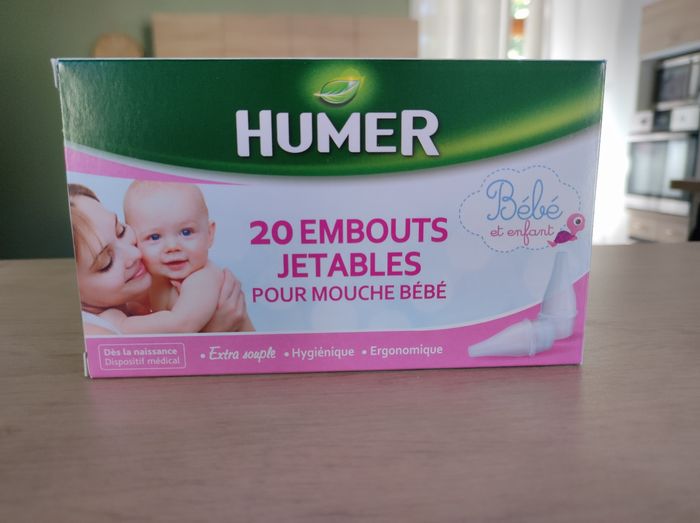 HUMER
Bébé
et enfant
20 EMBOUTS
JETABLES
POUR MOUCHE BÉBÉ
Dès la naissance
Dispositif médical
• Extra souple • Hygiénique • Ergonomique